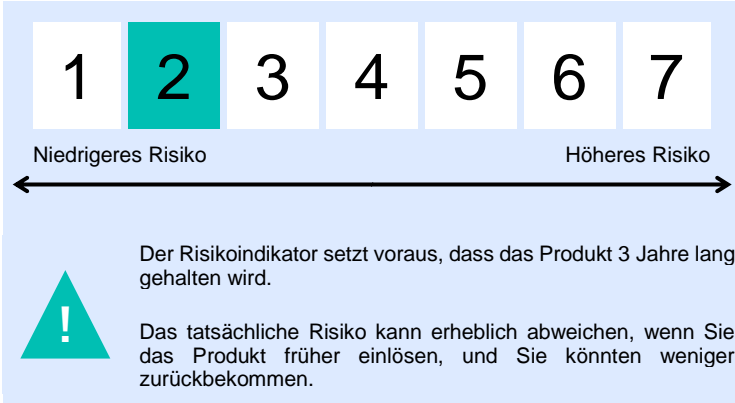 1 2 3 4 5 6 7
Niedrigeres Risiko Höheres Risiko
Der Risikoindikator setzt voraus, dass das Produkt 3 Jahre lang
gehalten wird.
!
Das tatsächliche Risiko kann erheblich abweichen, wenn Sie
das Produkt früher einlösen, und Sie könnten weniger
zurückbekommen.